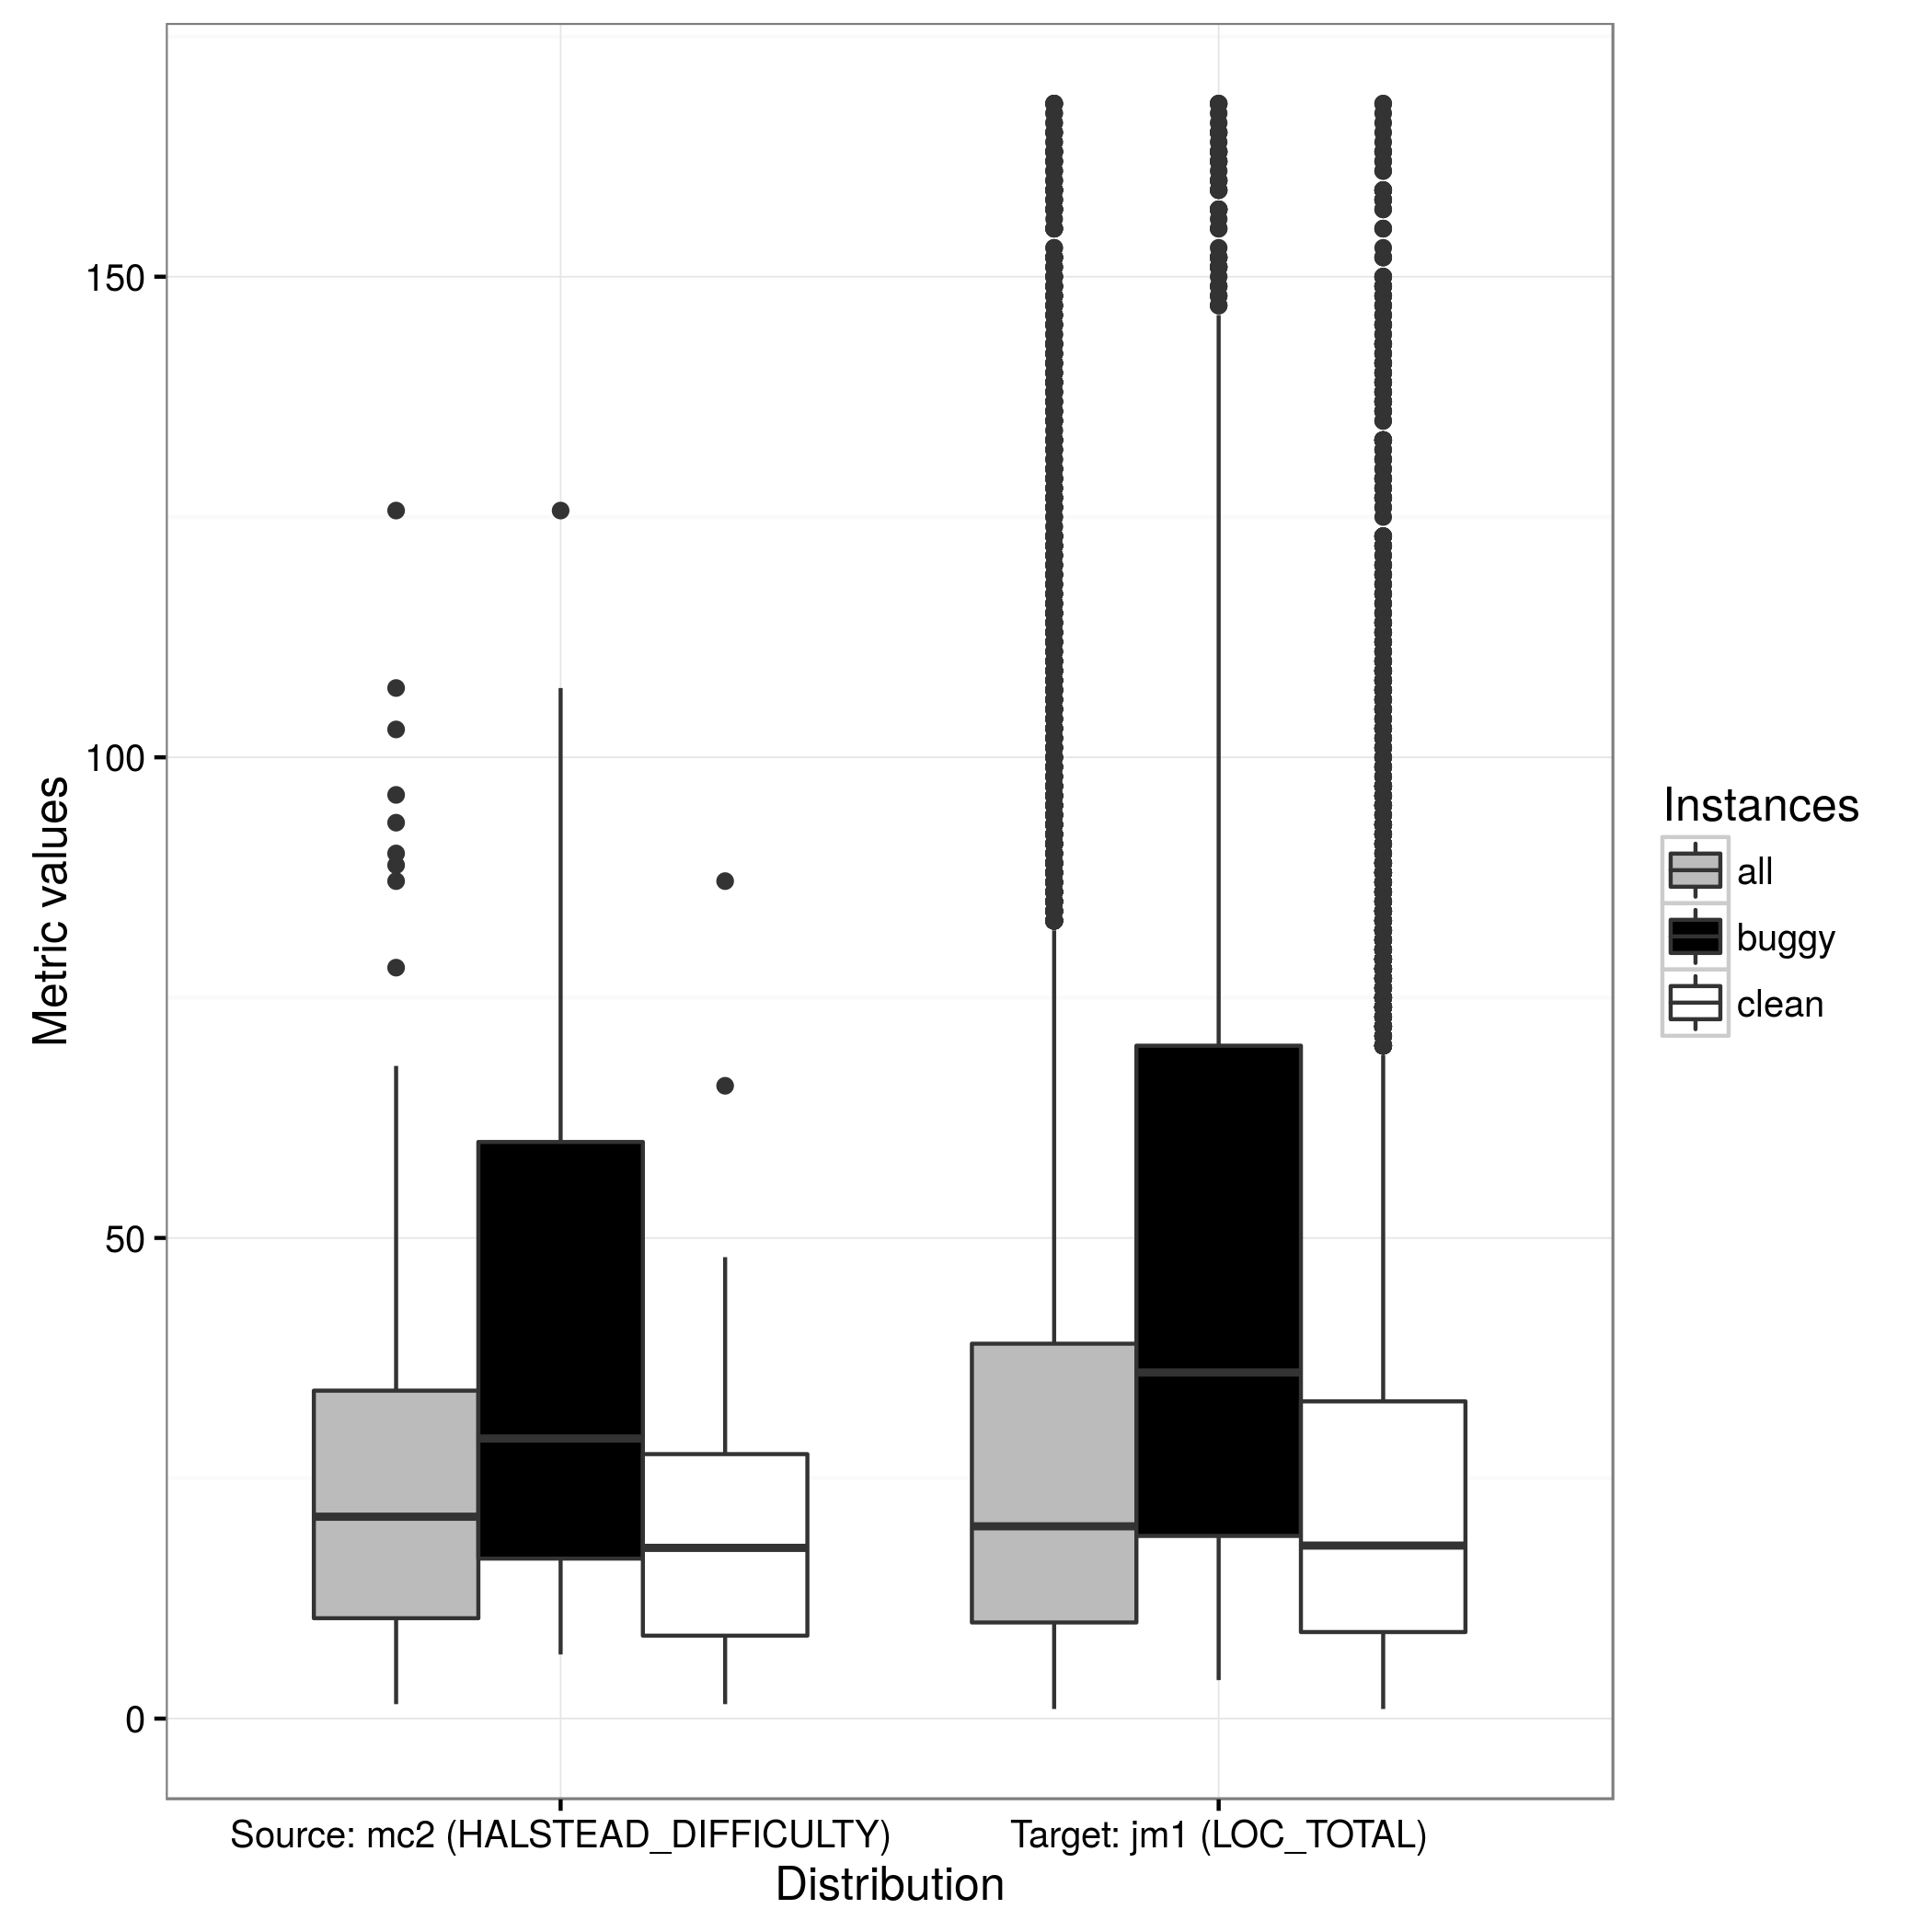 150
100
50
0
Metric values
Source: mc2 (HALSTEAD_DIFFICULTY)
Target: jm1 (LOC_TOTAL)
Distribution
Instances
all
buggy
clean